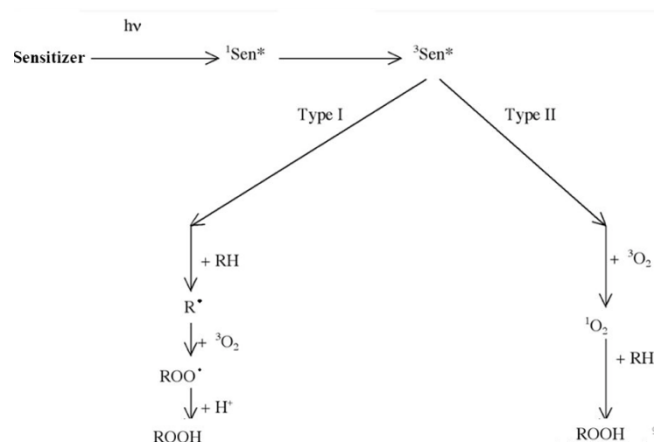 hν
Sensitizer ¹Sen* ³Sen*
Type I Type II
+ RH + ³O₂
R• ¹O₂
+ ³O₂ + RH
ROO•
+ H⁺
ROOH ROOH